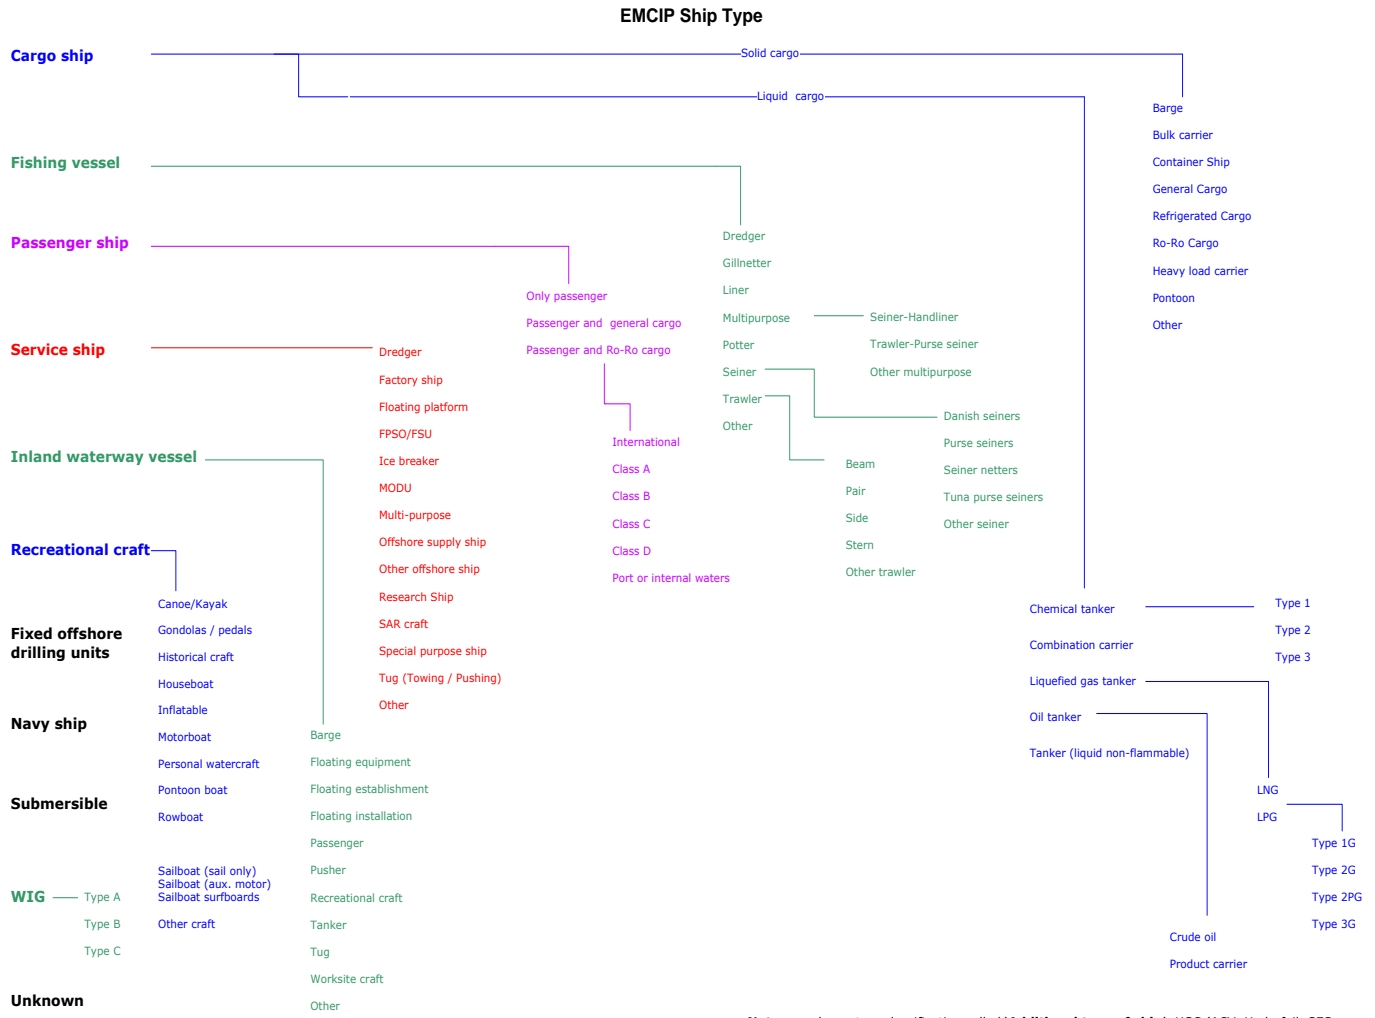 EMCIP Ship Type
Cargo ship
Solid cargo
Liquid cargo
Barge
Bulk carrier
Container Ship
General Cargo
Refrigerated Cargo
Ro-Ro Cargo
Heavy load carrier
Pontoon
Other
Fishing vessel
Dredger
Gillnetter
Liner
Multipurpose
Potter
Seiner
Trawler
Other
Seiner-Handliner
Trawler-Purse seiner
Other multipurpose
Danish seiners
Purse seiners
Seiner netters
Tuna purse seiners
Other seiner
Beam
Pair
Side
Stern
Other trawler
Passenger ship
Only passenger
Passenger and general cargo
Passenger and Ro-Ro cargo
International
Class A
Class B
Class C
Class D
Port or internal waters
Service ship
Dredger
Factory ship
Floating platform
FPSO/FSU
Ice breaker
MODU
Multi-purpose
Offshore supply ship
Other offshore ship
Research Ship
SAR craft
Special purpose ship
Tug (Towing / Pushing)
Other
Inland waterway vessel
Barge
Floating equipment
Floating establishment
Floating installation
Passenger
Pusher
Recreational craft
Tanker
Tug
Worksite craft
Other
Recreational craft
Canoe/Kayak
Gondolas / pedals
Historical craft
Houseboat
Inflatable
Motorboat
Personal watercraft
Pontoon boat
Rowboat
Sailboat (sail only)
Sailboat (aux. motor)
Sailboat surfboards
Other craft
Chemical tanker
Combination carrier
Liquefied gas tanker
Oil tanker
Tanker (liquid non-flammable)
Type 1
Type 2
Type 3
LNG
LPG
Type 1G
Type 2G
Type 2PG
Type 3G
Crude oil
Product carrier
Fixed offshore
drilling units
Navy ship
Submersible
WIG
Type A
Type B
Type C
Unknown